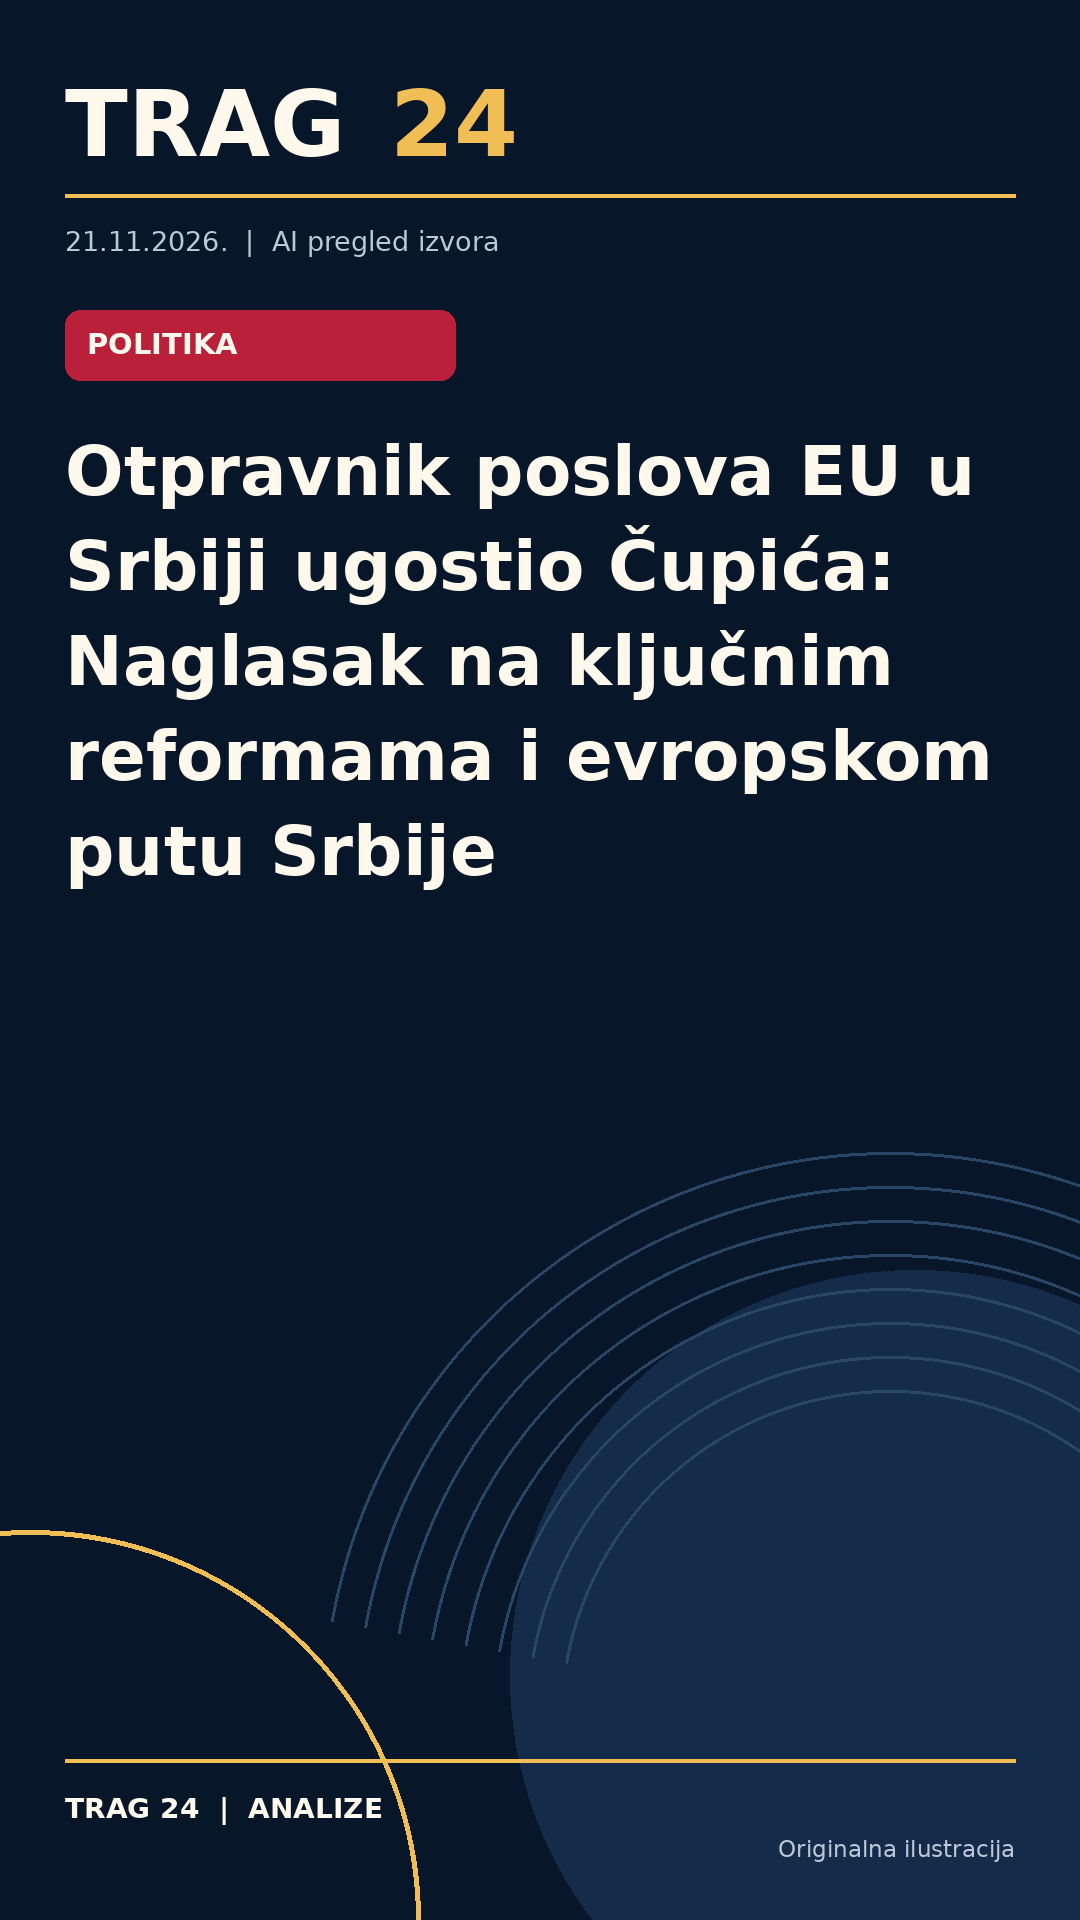 TRAG 24
21.11.2026. | AI pregled izvora
POLITIKA
Otpravnik poslova EU u
Srbiji ugostio Čupića:
Naglasak na ključnim
reformama i evropskom
putu Srbije
TRAG 24 | ANALIZE
Originalna ilustracija